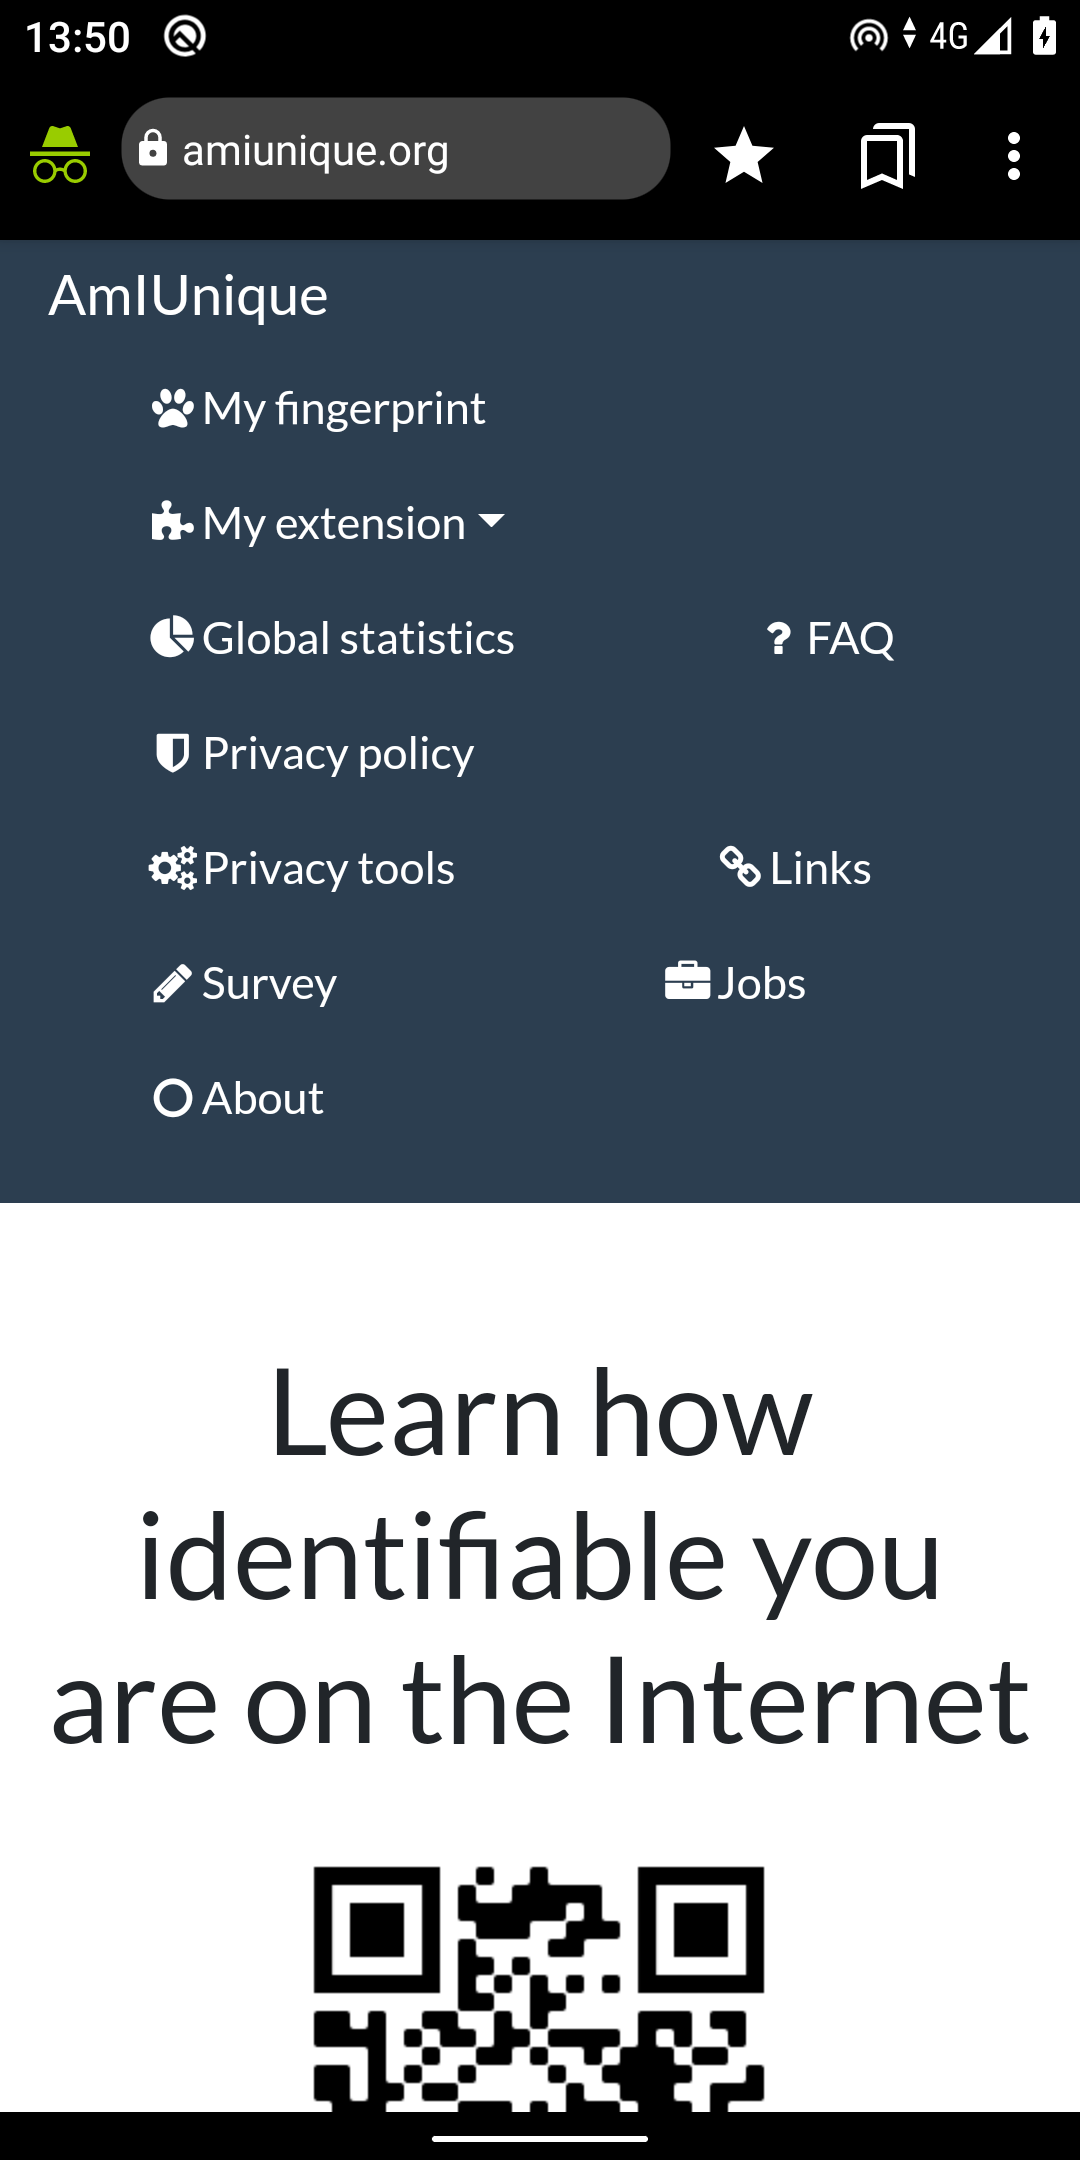 13:50
4G
amiunique.org
AmIUnique
My fingerprint
My extension
Global statistics
? FAQ
Privacy policy
Privacy tools
Links
Survey
Jobs
About
Learn how
identifiable you
are on the Internet